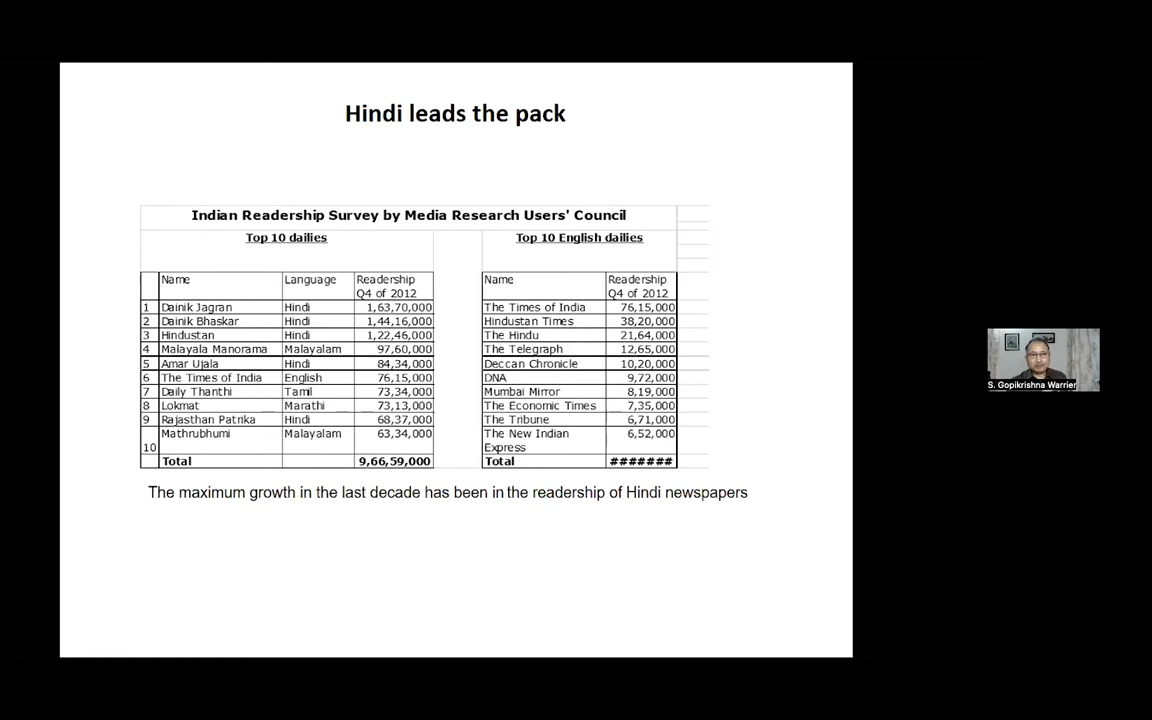 Hindi leads the pack
Indian Readership Survey by Media Research Users' Council
Top 10 dailies
Name Language Readership
Q4 of 2012
1 Dainik Jagran Hindi 1,63,70,000
2 Dainik Bhaskar Hindi 1,44,16,000
3 Hindustan Hindi 1,22,46,000
4 Malayala Manorama Malayalam 97,60,000
5 Amar Ujala Hindi 84,34,000
6 The Times of India English 76,15,000
7 Daily Thanthi Tamil 73,34,000
8 Lokmat Marathi 73,13,000
9 Rajasthan Patrika Hindi 68,37,000
10 Mathrubhumi Malayalam 63,34,000
Total 9,66,59,000
Top 10 English dailies
Name Readership
Q4 of 2012
The Times of India 76,15,000
Hindustan Times 38,20,000
The Hindu 21,64,000
The Telegraph 12,65,000
Deccan Chronicle 10,20,000
DNA 9,72,000
Mumbai Mirror 8,19,000
The Economic Times 7,35,000
The Tribune 6,71,000
The New Indian 6,52,000
Express
Total #######
The maximum growth in the last decade has been in the readership of Hindi newspapers
S. Gopikrishna Warrier